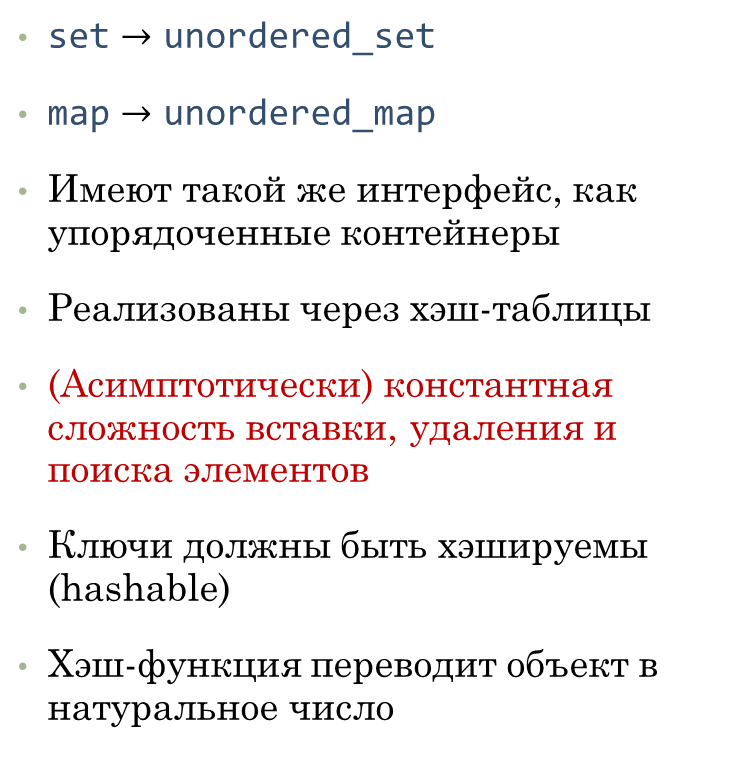 • set → unordered_set
• map → unordered_map
• Имеют такой же интерфейс, как
упорядоченные контейнеры
• Реализованы через хэш-таблицы
• (Асимптотически) константная
сложность вставки, удаления и
поиска элементов
• Ключи должны быть хэшируемы
(hashable)
• Хэш-функция переводит объект в
натуральное число